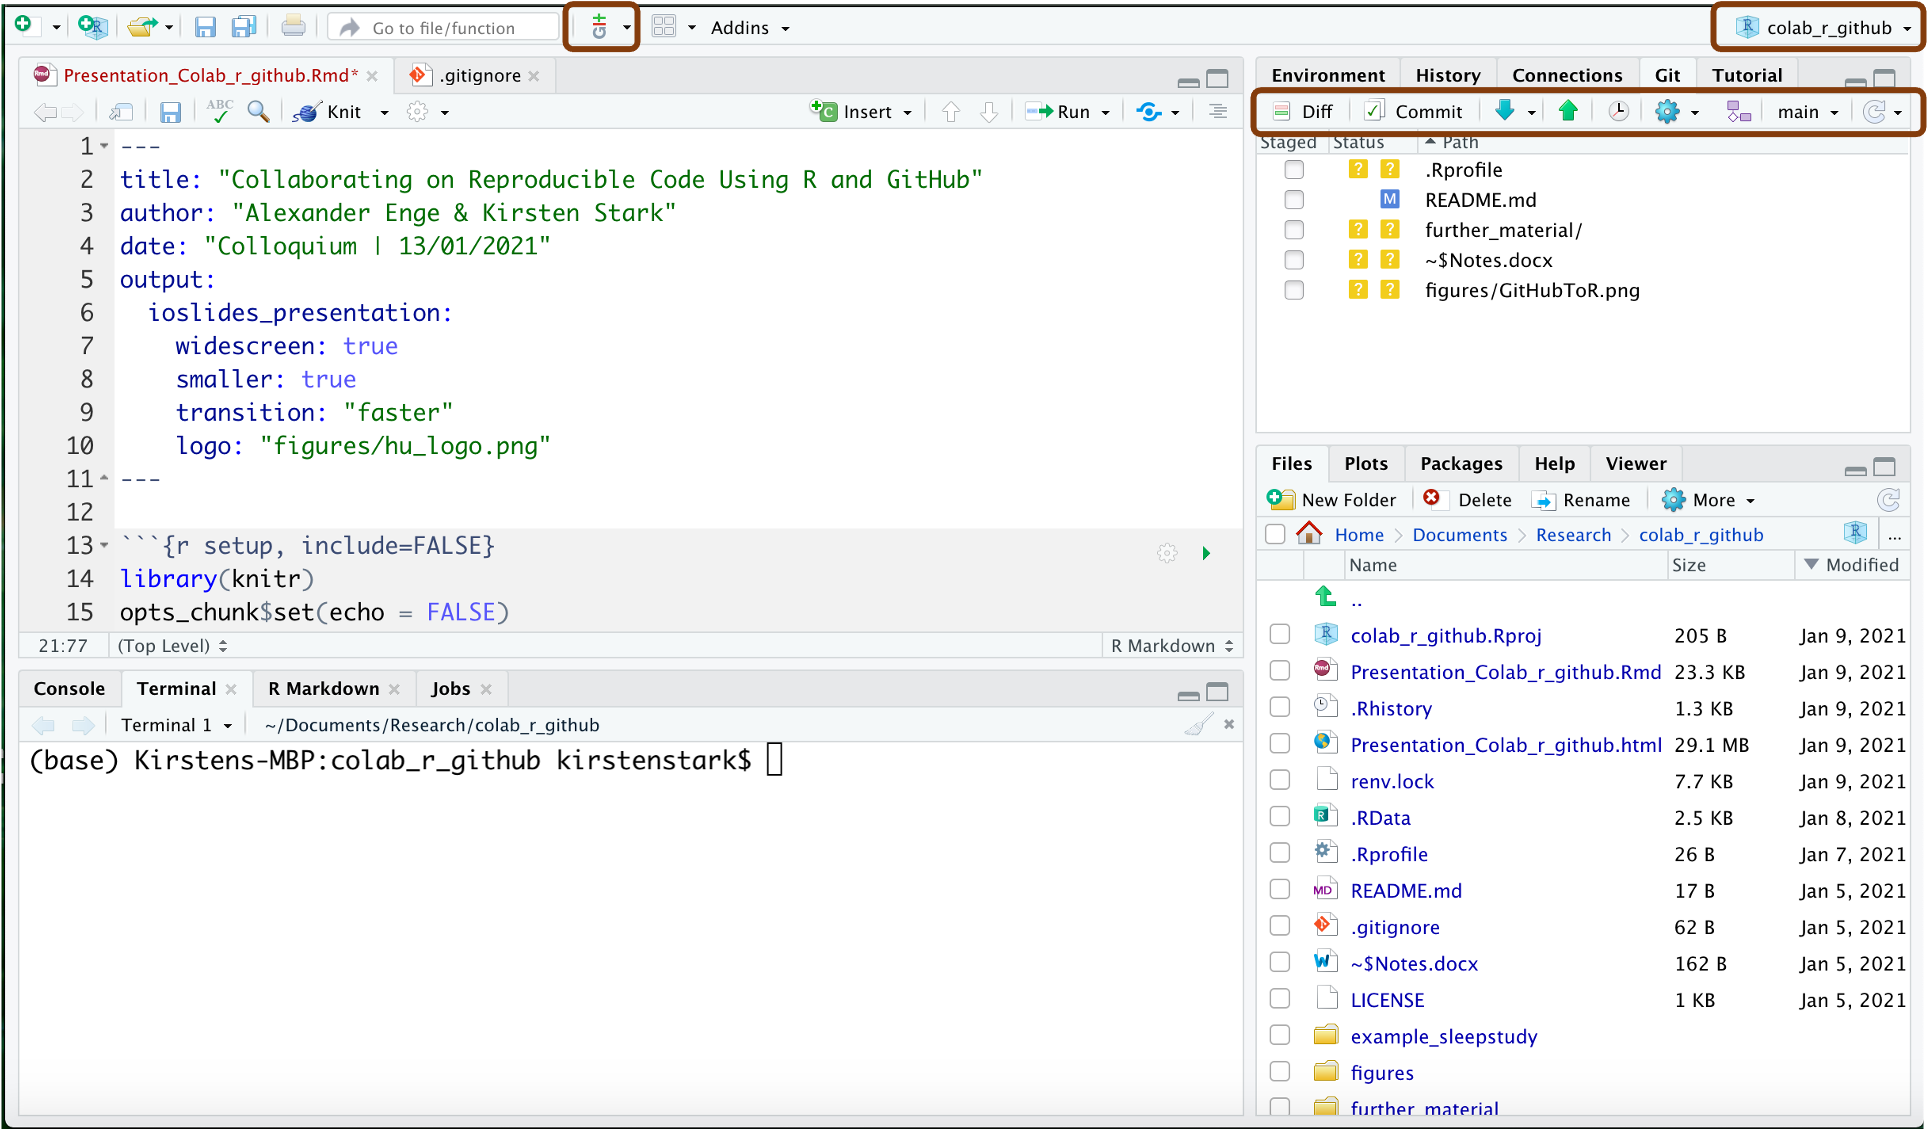 Go to file/function
Addins
colab_r_github
Presentation_Colab_r_github.Rmd*
.gitignore
ABC
Knit
Insert
Run
1 ---
2 title: "Collaborating on Reproducible Code Using R and GitHub"
3 author: "Alexander Enge & Kirsten Stark"
4 date: "Colloquium | 13/01/2021"
5 output:
6 ioslides_presentation:
7 widescreen: true
8 smaller: true
9 transition: "faster"
10 logo: "figures/hu_logo.png"
11 ---
12
13 ```{r setup, include=FALSE}
14 library(knitr)
15 opts_chunk$set(echo = FALSE)
21:77 (Top Level) R Markdown
Console Terminal R Markdown Jobs
Terminal 1 ~/Documents/Research/colab_r_github
(base) Kirstens-MBP:colab_r_github kirstenstark$
Environment History Connections Git Tutorial
Diff Commit main
Staged Status Path
? ? .Rprofile
M README.md
? ? further_material/
? ? ~$Notes.docx
? ? figures/GitHubToR.png
Files Plots Packages Help Viewer
New Folder Delete Rename More
Home Documents Research colab_r_github ...
Name Size Modified
..
colab_r_github.Rproj 205 B Jan 9, 2021
Presentation_Colab_r_github.Rmd 23.3 KB Jan 9, 2021
.Rhistory 1.3 KB Jan 9, 2021
Presentation_Colab_r_github.html 29.1 MB Jan 9, 2021
renv.lock 7.7 KB Jan 9, 2021
.RData 2.5 KB Jan 8, 2021
.Rprofile 26 B Jan 7, 2021
README.md 17 B Jan 5, 2021
.gitignore 62 B Jan 5, 2021
~$Notes.docx 162 B Jan 5, 2021
LICENSE 1 KB Jan 5, 2021
example_sleepstudy
figures
further_material